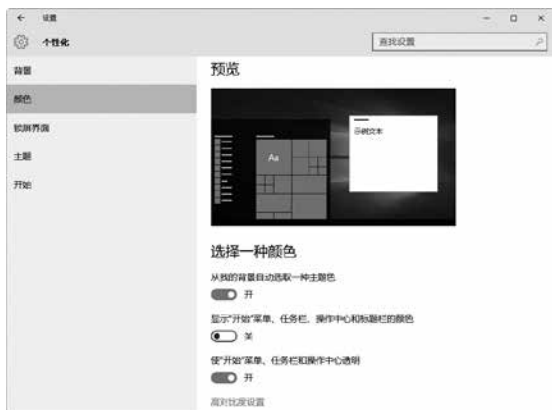 ← 设置
个性化
查找设置
背景
颜色
锁屏界面
主题
开始
预览
示例文本
Aa
选择一种颜色
从我的背景自动选取一种主题色
开
显示"开始"菜单、任务栏、操作中心和标题栏的颜色
关
使"开始"菜单、任务栏和操作中心透明
开
高对比度设置